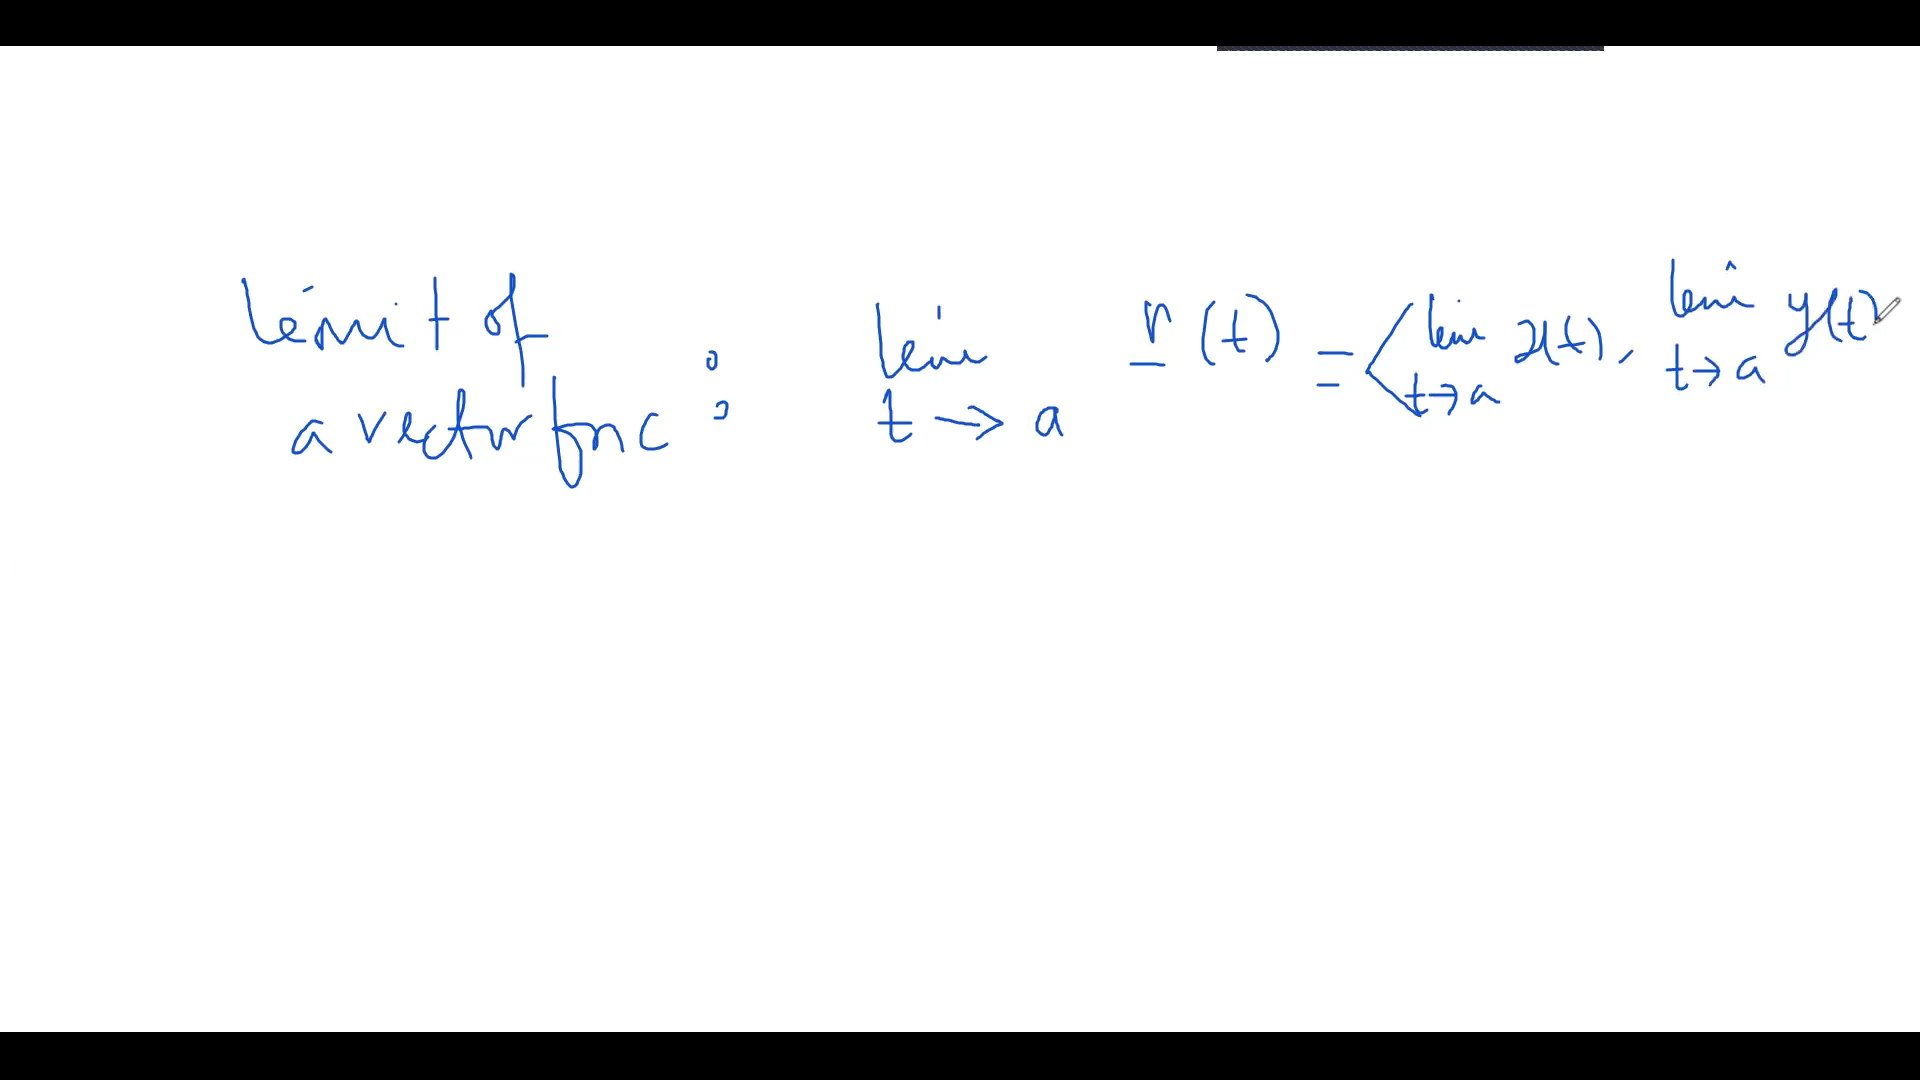 Limit of
a vector fnc :
lim t→a r(t) = < lim t→a x(t), lim t→a y(t)